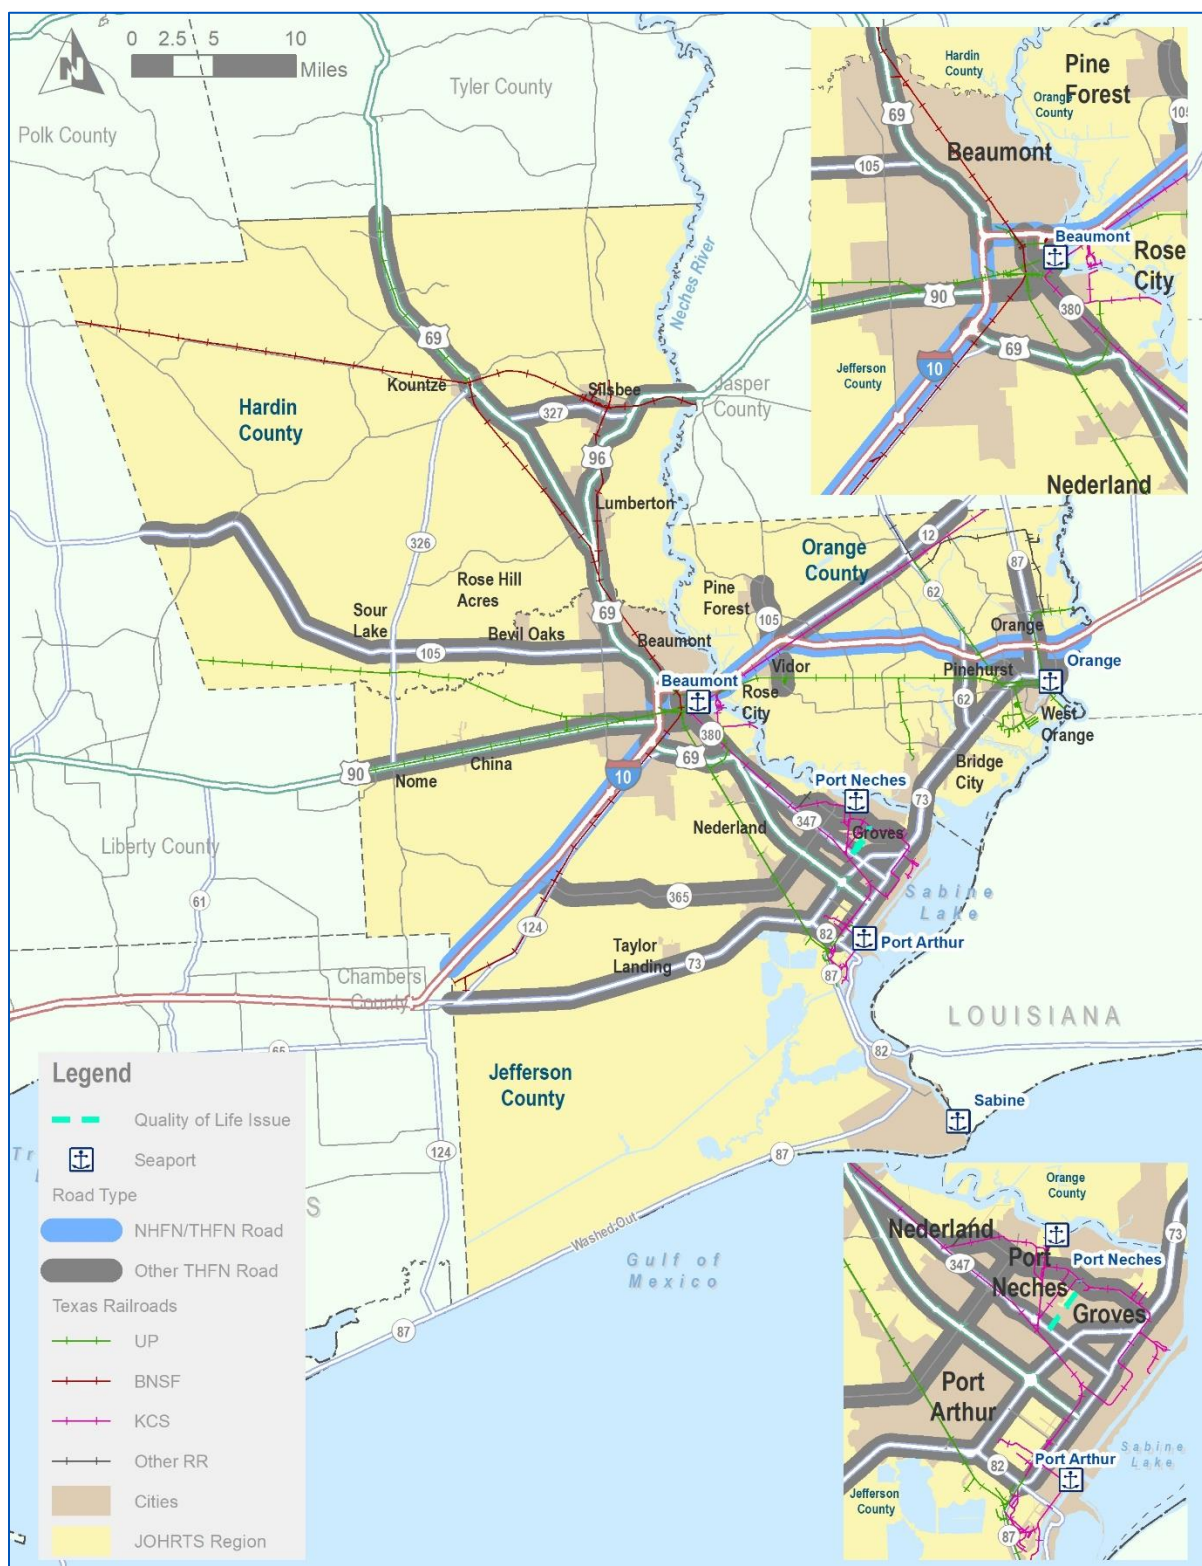 0 2.5 5 10
Miles
N
Tyler County
Polk County
Hardin
County
Pine
Forest
Orange
County
105
69
Beaumont
105
Beaumont
Rose
City
90
380
69
Jefferson
County
10
Nederland
Neches River
69
Kountze
Silsbee
Jasper
County
327
Hardin
County
96
Lumberton
12
326
Orange
County
87
Rose Hill
Acres
Pine
Forest
62
Sour
Lake
69
105
Orange
Bevil Oaks
Beaumont
105
Vidor
Pinehurst
Orange
Beaumont
Rose
City
62
West
Orange
380
90
China
69
Bridge
City
Nome
10
Port Neches
73
Nederland
347
Groves
Liberty County
Sabine
Lake
61
365
124
82
Port Arthur
Taylor
Landing
73
87
Chambers
County
LOUISIANA
65
82
Legend
Jefferson
County
Quality of Life Issue
Sabine
Seaport
124
87
Road Type
NHFN/THFN Road
Washed Out
Other THFN Road
Gulf of
Mexico
Texas Railroads
87
UP
BNSF
KCS
Other RR
Cities
JOHRTS Region
Orange
County
Nederland
73
Port
Neches
Port Neches
347
Groves
Port
Arthur
Sabine
Lake
82
Port Arthur
Jefferson
County
87